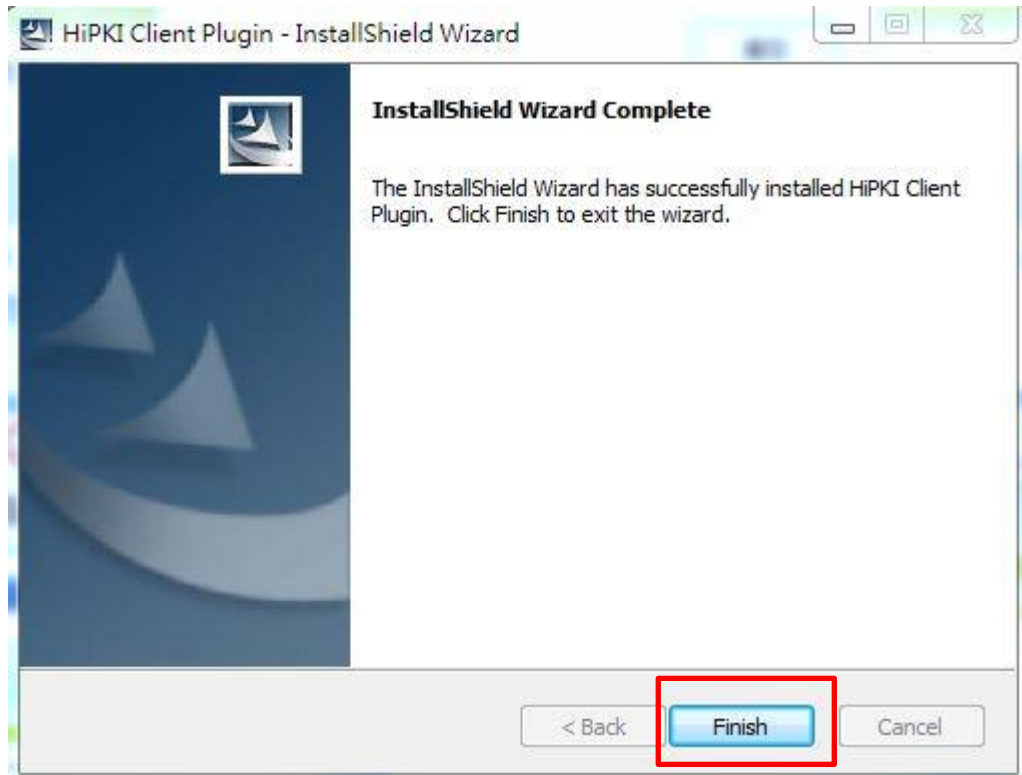 HiPKI Client Plugin - InstallShield Wizard
InstallShield Wizard Complete
The InstallShield Wizard has successfully installed HiPKI Client
Plugin.  Click Finish to exit the wizard.
< Back
Finish
Cancel